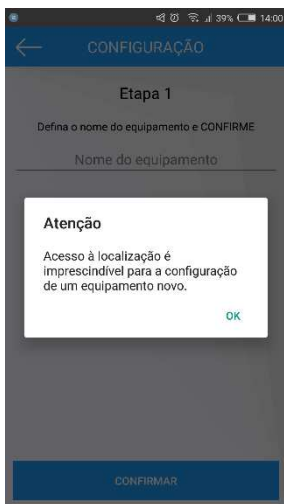 39% 14:00
CONFIGURAÇÃO
Etapa 1
Defina o nome do equipamento e CONFIRME
Nome do equipamento
Atenção
Acesso à localização é
imprescindível para a configuração
de um equipamento novo.
OK
CONFIRMAR